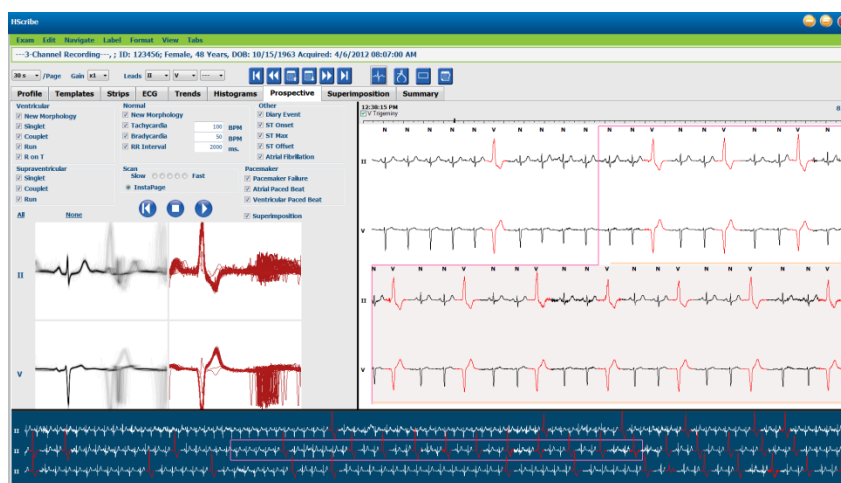 HScribe
Exam Edit Navigate Label Format View Tabs
---3-Channel Recording---, ; ID: 123456; Female, 48 Years, DOB: 10/15/1963 Acquired: 4/6/2012 08:07:00 AM
30 s /Page Gain x1 Leads II V ---
Profile Templates Strips ECG Trends Histograms Prospective Superimposition Summary
Ventricular Normal Other
New Morphology New Morphology Diary Event
Singlet Tachycardia 100 BPM ST Onset
Couplet Bradycardia 50 BPM ST Max
Run RR Interval 2000 ms. ST Offset
R on T Atrial Fibrillation
Supraventricular Scan Pacemaker
Singlet Slow Fast Pacemaker Failure
Couplet InstaPage Atrial Paced Beat
Run Ventricular Paced Beat
All None Superimposition
II
V
12:38:15 PM 8
V Trigeminy
N N N N N V N N N N N V N N V N N V
II
V
N V N N V N N V N N V N N V N N V N N V
II
V
II
II
II